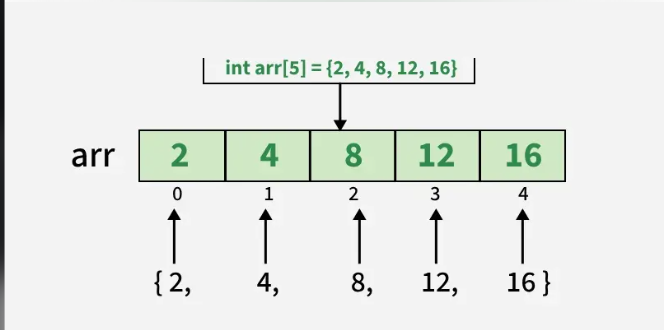 int arr[5] = {2, 4, 8, 12, 16}
arr 2 4 8 12 16
0 1 2 3 4
{ 2, 4, 8, 12, 16 }